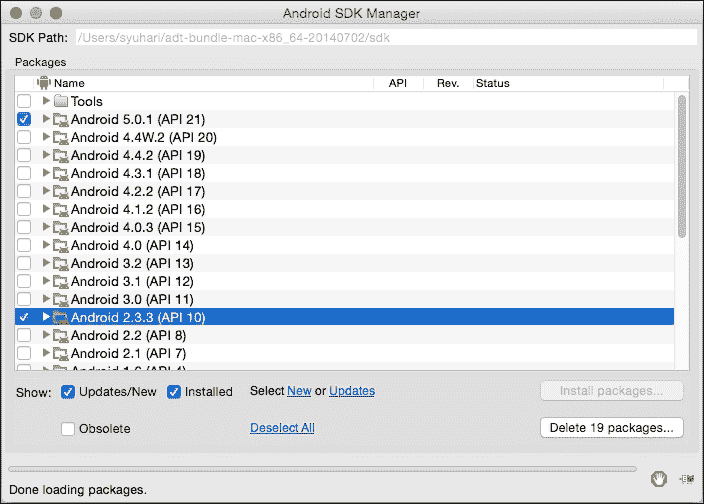 Android SDK Manager
SDK Path: /Users/syuhari/adt-bundle-mac-x86_64-20140702/sdk
Packages
Name API Rev. Status
Tools
Android 5.0.1 (API 21)
Android 4.4W.2 (API 20)
Android 4.4.2 (API 19)
Android 4.3.1 (API 18)
Android 4.2.2 (API 17)
Android 4.1.2 (API 16)
Android 4.0.3 (API 15)
Android 4.0 (API 14)
Android 3.2 (API 13)
Android 3.1 (API 12)
Android 3.0 (API 11)
Android 2.3.3 (API 10)
Android 2.2 (API 8)
Android 2.1 (API 7)
Android 1.6 (API 4)
Show: Updates/New Installed Select New or Updates Install packages...
Obsolete Deselect All Delete 19 packages...
Done loading packages.